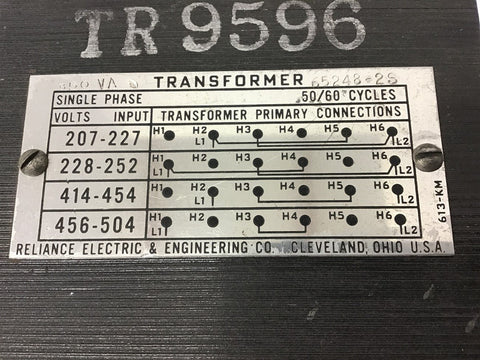 TR 9596
VA TRANSFORMER 65248-2S
SINGLE PHASE 50/60 CYCLES
VOLTS INPUT TRANSFORMER PRIMARY CONNECTIONS
207-227 H1 H2 H3 H4 H5 H6
L1 L2
228-252 H1 H2 H3 H4 H5 H6
L1 L2
414-454 H1 H2 H3 H4 H5 H6
L1 L2
456-504 H1 H2 H3 H4 H5 H6
L1 L2
613-KM
RELIANCE ELECTRIC & ENGINEERING CO. CLEVELAND, OHIO U.S.A.